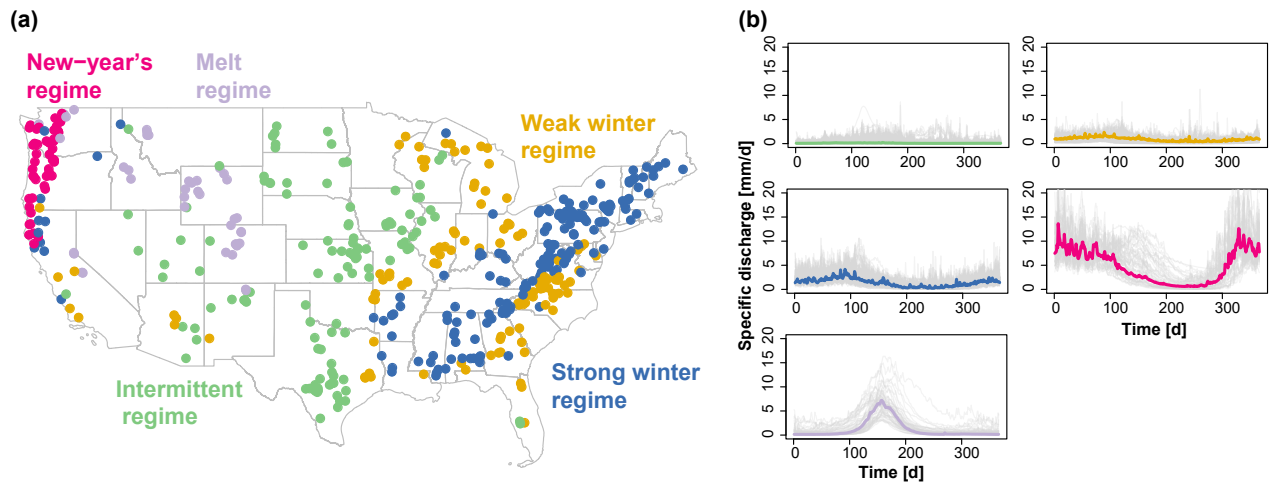 (a)
New−year's
regime
Melt
regime
Weak winter
regime
Intermittent
regime
Strong winter
regime
(b)
Specific discharge [mm/d]
0 5 10 15 20
0 100 200 300
0 5 10 15 20
0 100 200 300
0 5 10 15 20
0 100 200 300
0 5 10 15 20
0 100 200 300
Time [d]
0 5 10 15 20
0 100 200 300
Time [d]